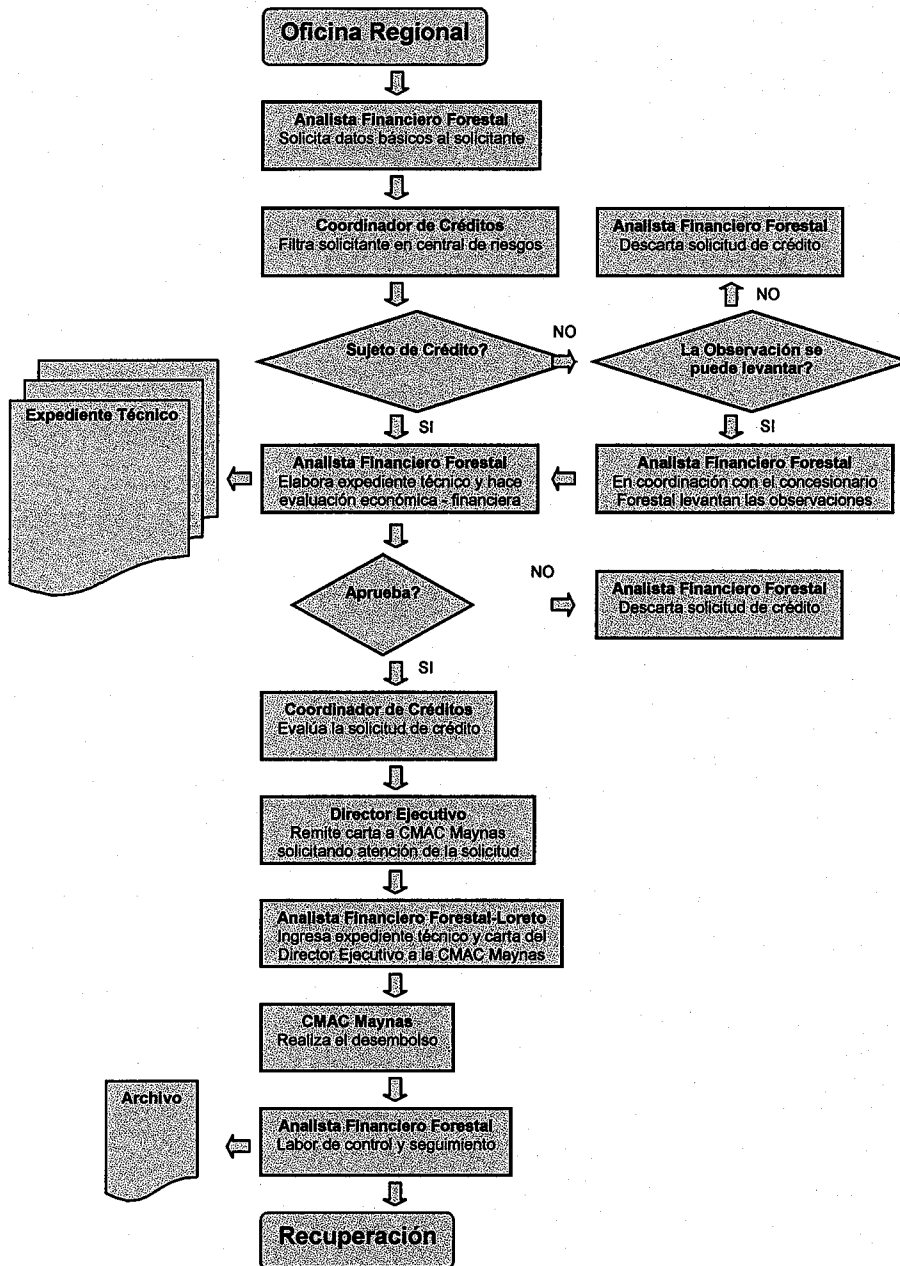 Oficina Regional
Analista Financiero Forestal
Solicita datos básicos al solicitante
Coordinador de Créditos
Filtra solicitante en central de riesgos
Analista Financiero Forestal
Descarta solicitud de crédito
NO
Sujeto de Crédito?
NO
La Observación se
puede levantar?
SI
SI
Expediente Técnico
Analista Financiero Forestal
Elabora expediente técnico y hace
evaluación económica - financiera
Analista Financiero Forestal
En coordinación con el concesionario
Forestal levantan las observaciones
Aprueba?
NO
Analista Financiero Forestal
Descarta solicitud de crédito
SI
Coordinador de Créditos
Evalúa la solicitud de crédito
Director Ejecutivo
Remite carta a CMAC Maynas
solicitando atención de la solicitud
Analista Financiero Forestal-Loreto
Ingresa expediente técnico y carta del
Director Ejecutivo a la CMAC Maynas
CMAC Maynas
Realiza el desembolso
Archivo
Analista Financiero Forestal
Labor de control y seguimiento
Recuperación